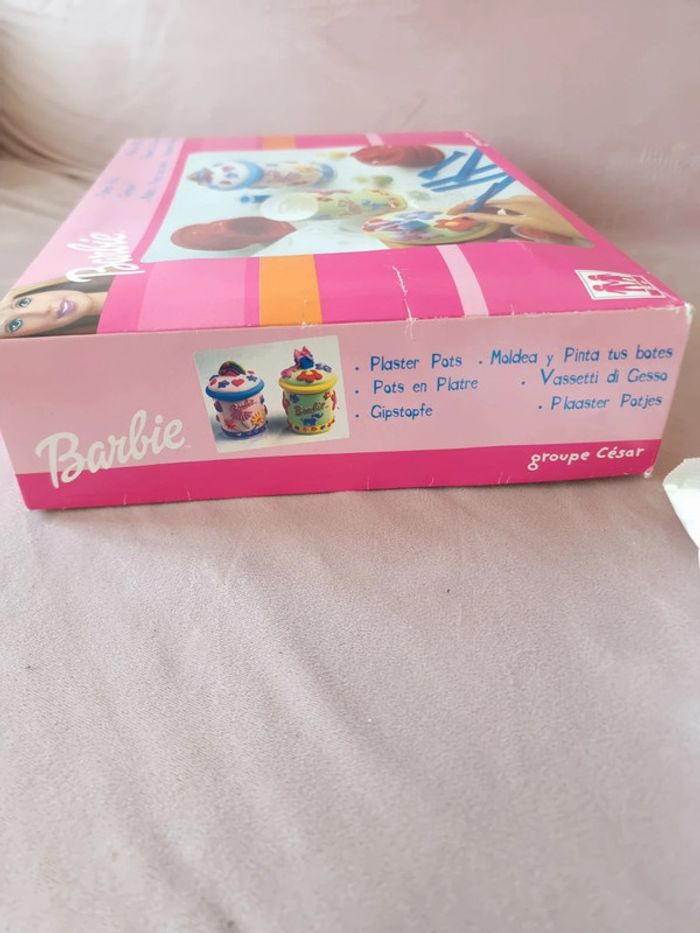 Barbie
Barbie
• Plaster Pots
• Pots en Platre
• Gipstopfe
• Moldea y Pinta tus botes
• Vassetti di Gesso
• Plaaster Potjes
groupe César